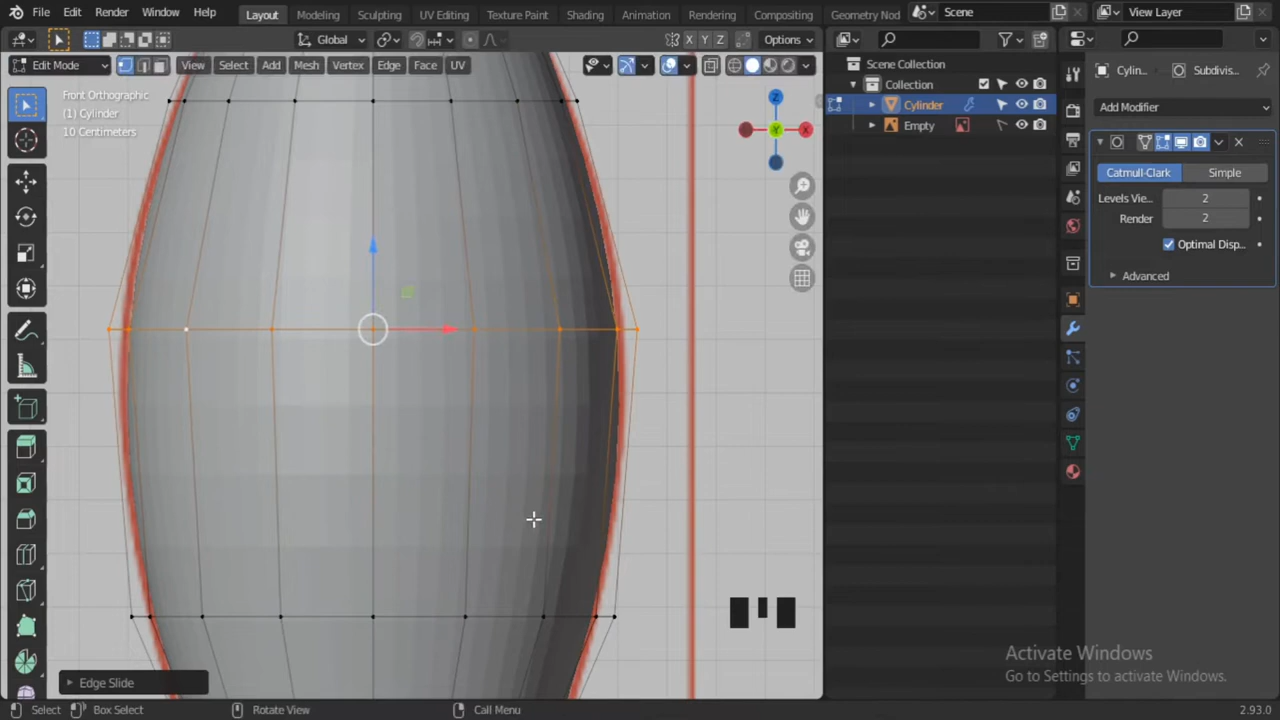 File Edit Render Window Help Layout Modeling Sculpting UV Editing Texture Paint Shading Animation Rendering Compositing Geometry Nod Scene View Layer
Global Options
Edit Mode View Select Add Mesh Vertex Edge Face UV
Scene Collection
Collection
Cylinder
Empty
Cylin.. Subdivis..
Add Modifier
Catmull-Clark Simple
Levels Vie.. 2
Render 2
Optimal Disp..
Advanced
Front Orthographic
(1) Cylinder
10 Centimeters
Z
Y
X
X Y Z
Edge Slide
Activate Windows
Go to Settings to activate Windows.
Select Box Select Rotate View Call Menu 2.93.0